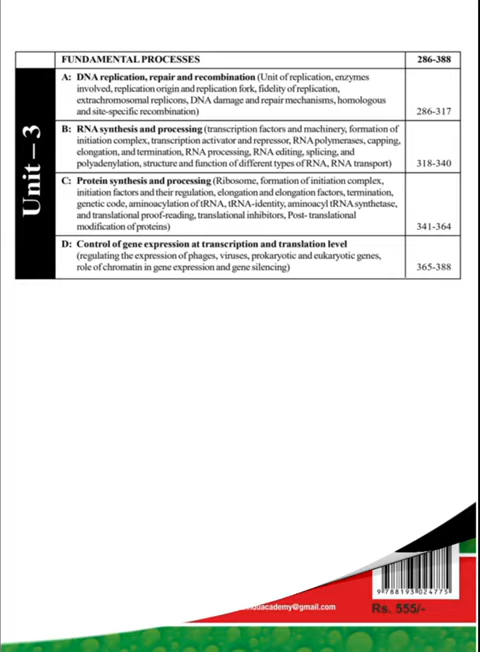 FUNDAMENTAL PROCESSES 286-388
Unit – 3
A: DNA replication, repair and recombination (Unit of replication, enzymes
involved, replication origin and replication fork, fidelity of replication,
extrachromosomal replicons, DNA damage and repair mechanisms, homologous
and site-specific recombination) 286-317
B: RNA synthesis and processing (transcription factors and machinery, formation of
initiation complex, transcription activator and repressor, RNA polymerases, capping,
elongation, and termination, RNA processing, RNA editing, splicing, and
polyadenylation, structure and function of different types of RNA, RNA transport) 318-340
C: Protein synthesis and processing (Ribosome, formation of initiation complex,
initiation factors and their regulation, elongation and elongation factors, termination,
genetic code, aminoacylation of tRNA, tRNA-identity, aminoacyl tRNA synthetase,
and translational proof-reading, translational inhibitors, Post- translational
modification of proteins) 341-364
D: Control of gene expression at transcription and translation level
(regulating the expression of phages, viruses, prokaryotic and eukaryotic genes,
role of chromatin in gene expression and gene silencing) 365-388
9 788193 024775
academy@gmail.com
Rs. 555/-